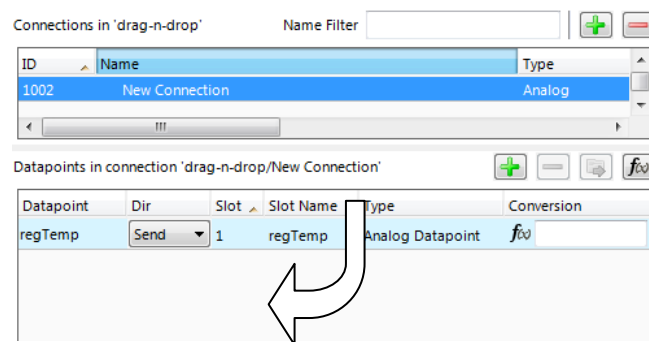 Connections in 'drag-n-drop' Name Filter
ID Name Type
1002 New Connection Analog
Datapoints in connection 'drag-n-drop/New Connection' f(x)
Datapoint Dir Slot Slot Name Type Conversion
regTemp Send 1 regTemp Analog Datapoint f(x)